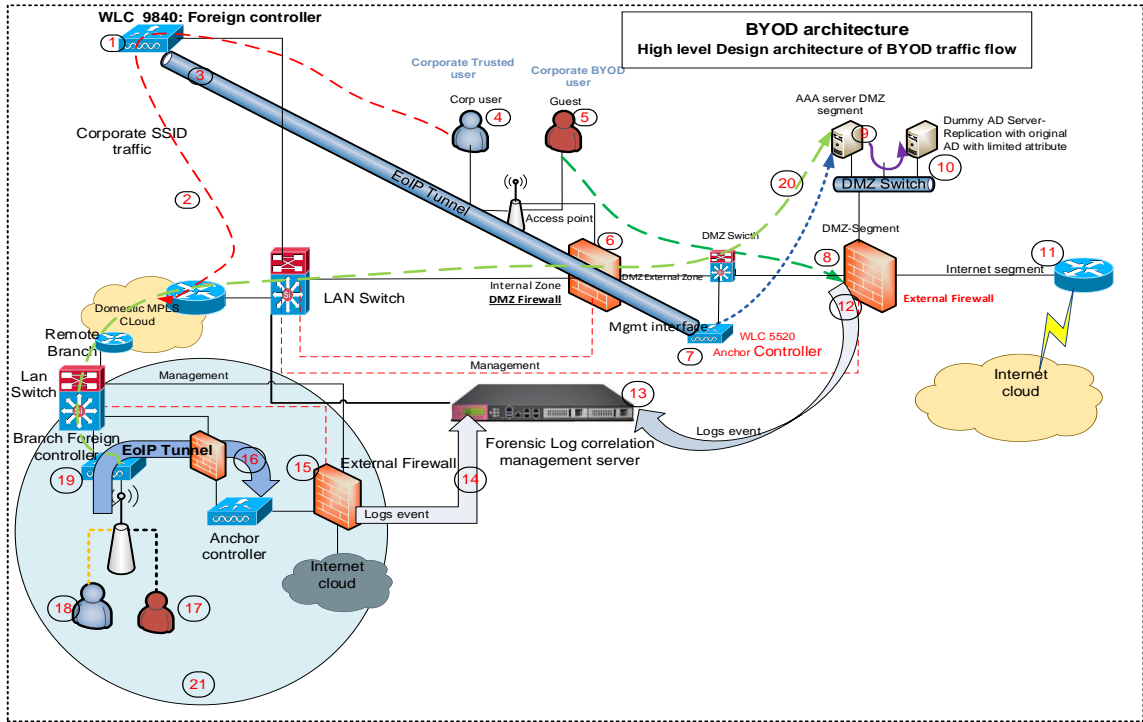 WLC 9840: Foreign controller
BYOD architecture
High level Design architecture of BYOD traffic flow
1
3
Corporate Trusted
user
Corporate BYOD
user
Corp user
4
Guest
5
AAA server DMZ
segment
9
Dummy AD Server-
Replication with original
AD with limited attribute
10
Corporate SSID
traffic
2
EoIP Tunnel
Access point
20
DMZ Switch
6
DMZ Swicth
DMZ-Segment
8
11
Internet segment
Internal Zone
DMZ Firewall
DMZ External Zone
External Firewall
12
SI
LAN Switch
Domestic MPLS
CLoud
Remote
Branch
Mgmt interface
7
WLC 5520
Anchor Controller
Management
Internet
cloud
Lan
Switch
SI
Management
13
Logs event
Forensic Log correlation
management server
Branch Foreign
controller
EoIP Tunnel
16
15
External Firewall
14
19
Logs event
Anchor
controller
Internet
cloud
18
17
21